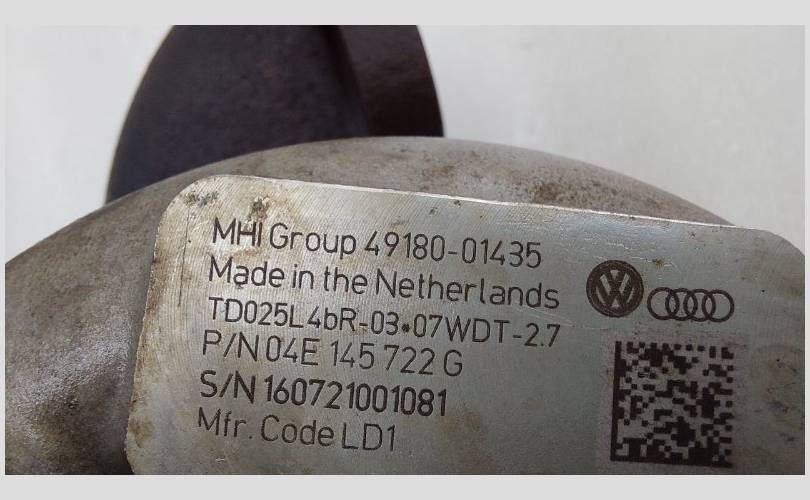 MHI Group 49180-01435
Made in the Netherlands
TD025L4bR-03•07WDT-2.7
P/N 04E 145 722 G
S/N 160721001081
Mfr. Code LD1